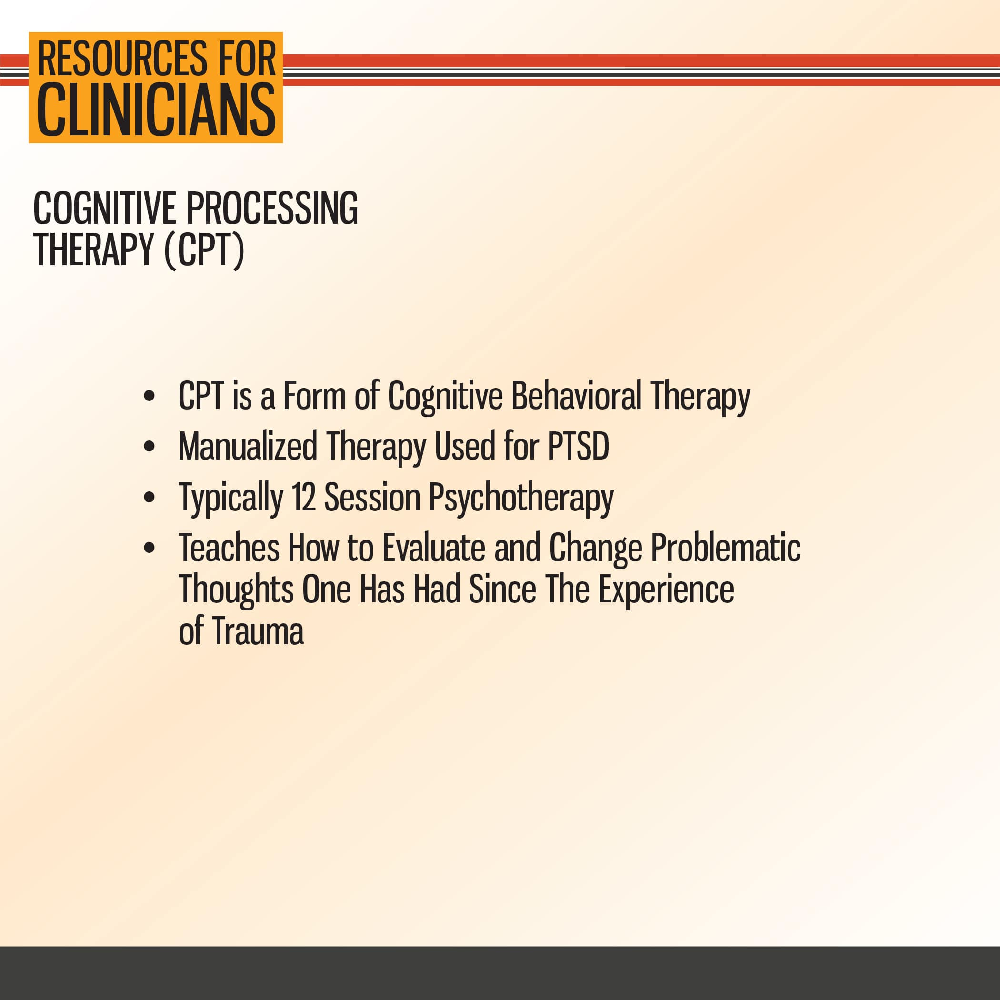 RESOURCES FOR
CLINICIANS
COGNITIVE PROCESSING
THERAPY (CPT)
• CPT is a Form of Cognitive Behavioral Therapy
• Manualized Therapy Used for PTSD
• Typically 12 Session Psychotherapy
• Teaches How to Evaluate and Change Problematic
Thoughts One Has Had Since The Experience
of Trauma